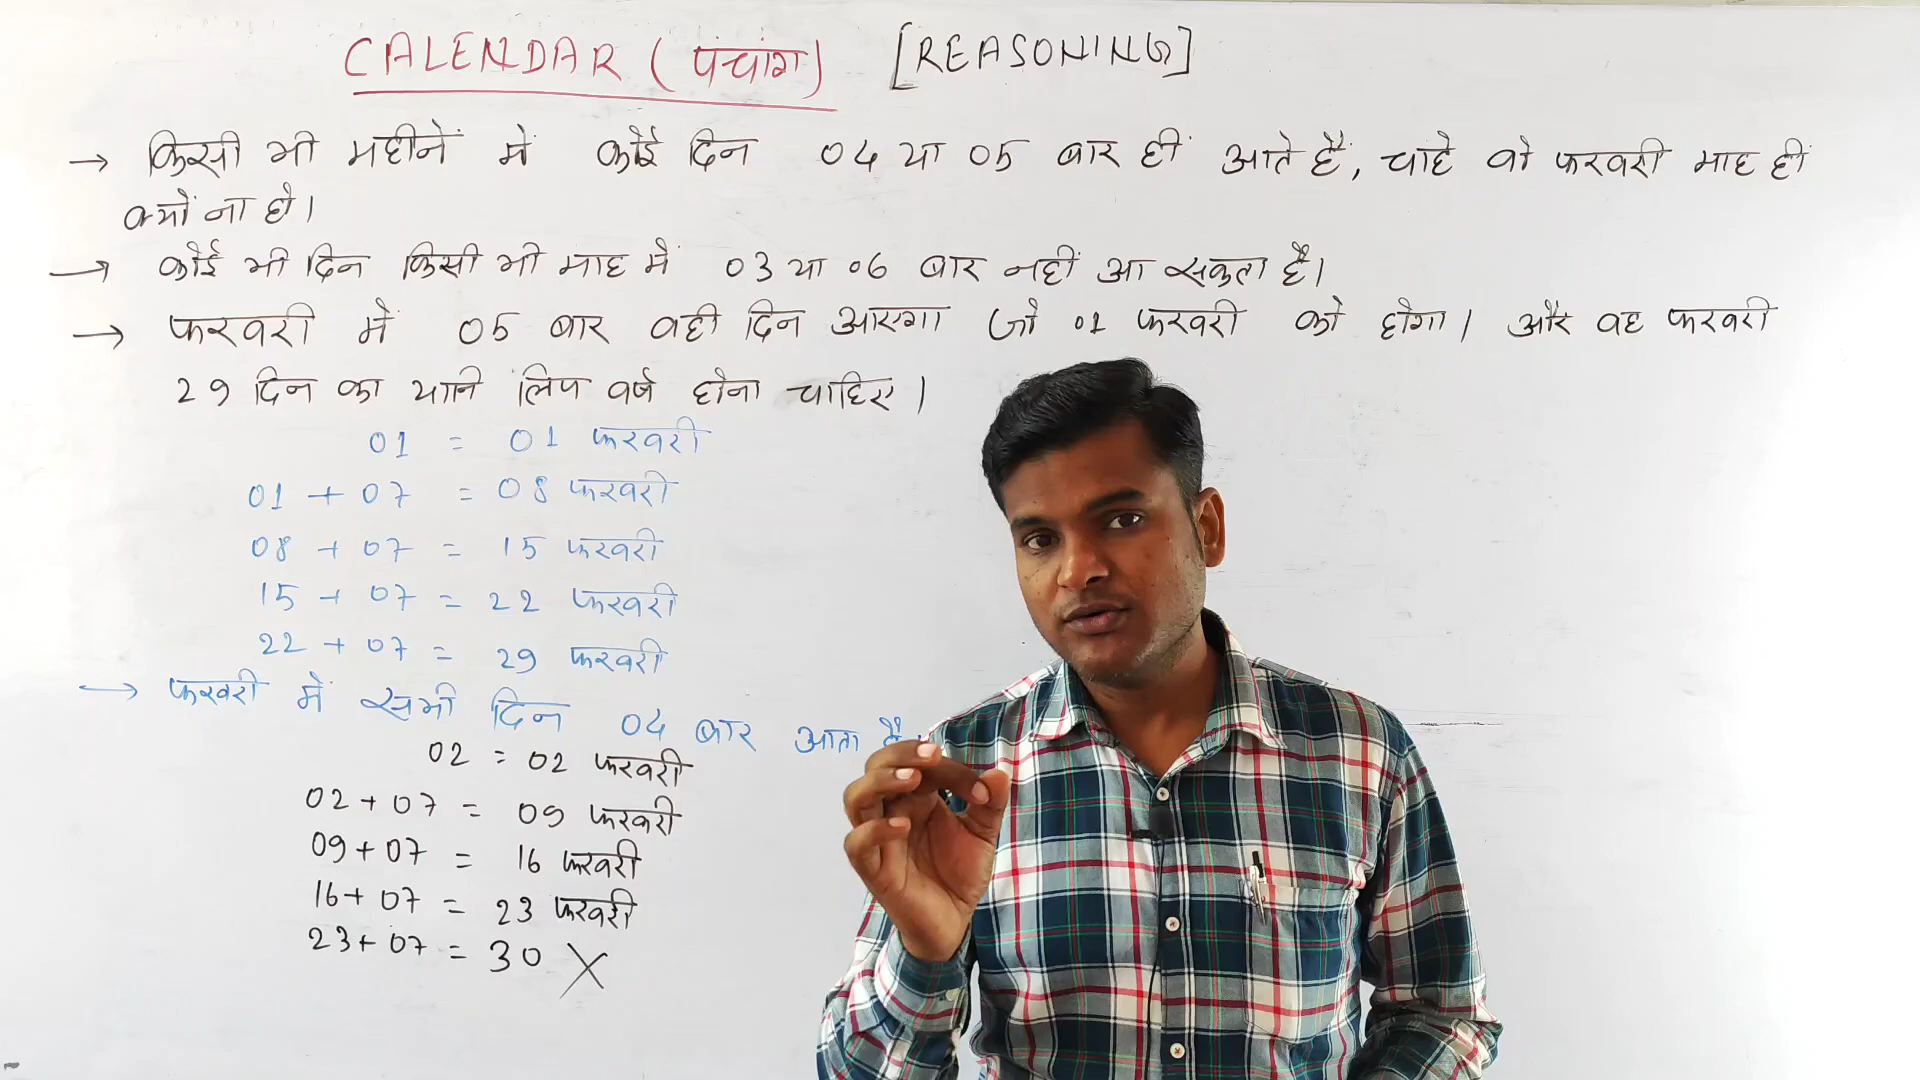 CALENDAR (पंचांग) [REASONING]
→ किसी भी महीनें में कोई दिन 04 या 05 बार हीं आते हैं, चाहे वो फरवरी माह ही
क्यों ना हो।
→ कोई भी दिन किसी भी माह में 03 या 06 बार नहीं आ सकता है।
→ फरवरी में 05 बार वही दिन आएगा जो 01 फरवरी को होगा। और वह फरवरी
29 दिन का यानि लिप वर्ष होना चाहिए।
01 = 01 फरवरी
01 + 07 = 08 फरवरी
08 + 07 = 15 फरवरी
15 + 07 = 22 फरवरी
22 + 07 = 29 फरवरी
→ फरवरी में सभी दिन 04 बार आता है।
02 = 02 फरवरी
02 + 07 = 09 फरवरी
09 + 07 = 16 फरवरी
16 + 07 = 23 फरवरी
23 + 07 = 30 X